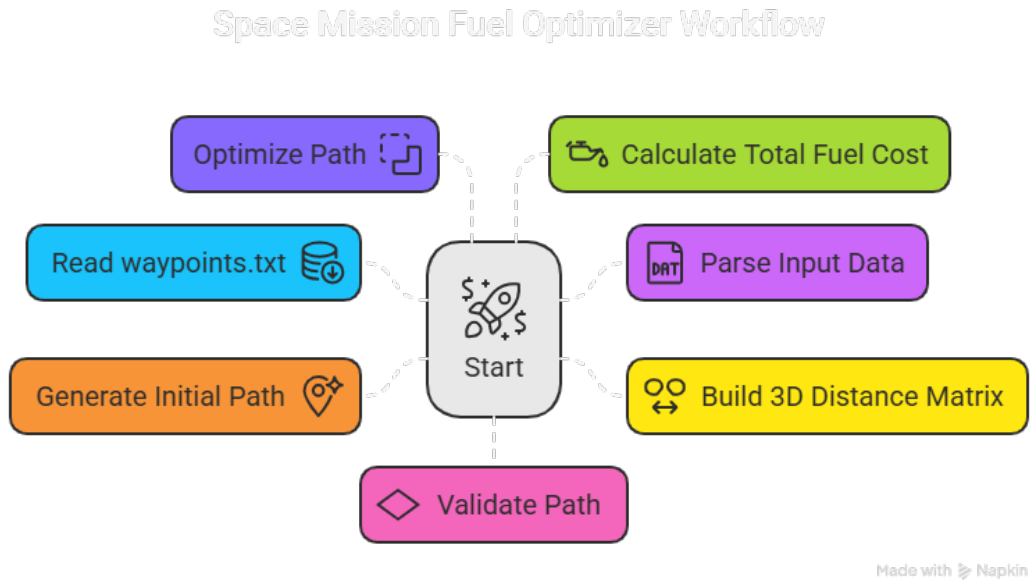 Space Mission Fuel Optimizer Workflow
Optimize Path
Calculate Total Fuel Cost
Read waypoints.txt
DAT
Parse Input Data
$
$
Start
Generate Initial Path
Build 3D Distance Matrix
Validate Path
Made with Napkin